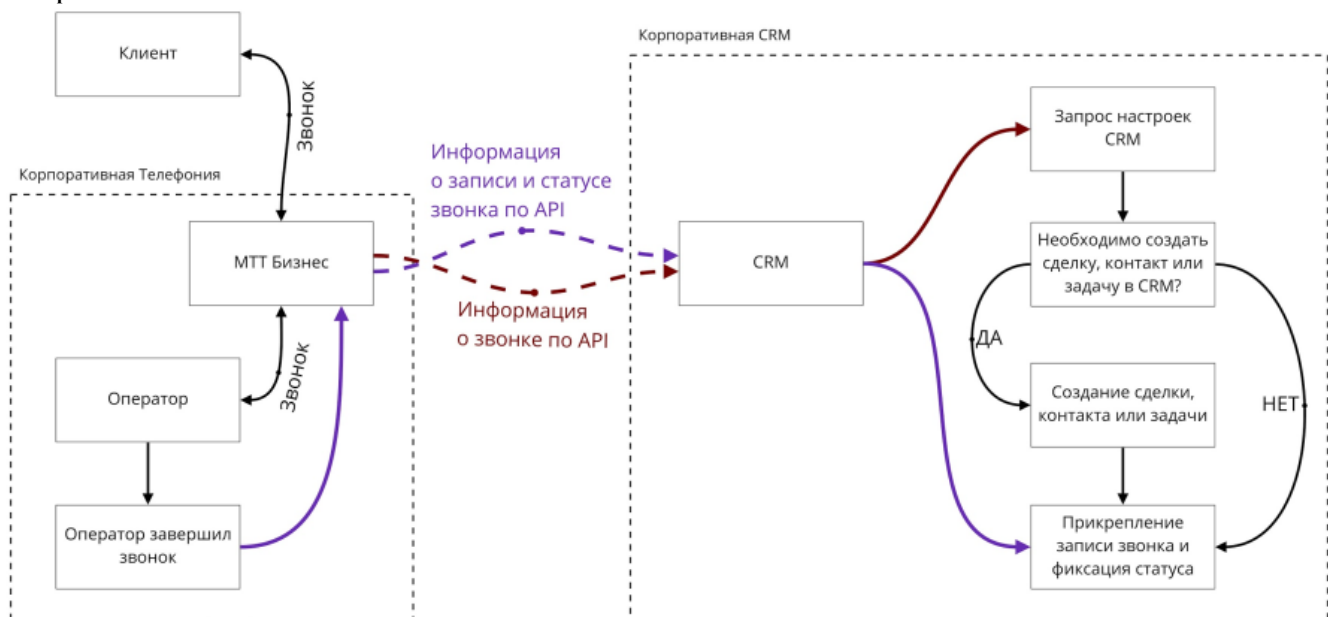 Корпоративная CRM
Клиент
Звонок
Запрос настроек
CRM
Информация
о записи и статусе
звонка по API
Корпоративная Телефония
МТТ Бизнес
CRM
Необходимо создать
сделку, контакт или
задачу в CRM?
Информация
о звонке по API
ДА
Звонок
Оператор
Создание сделки,
контакта или задачи
НЕТ
Оператор завершил
звонок
Прикрепление
записи звонка и
фиксация статуса